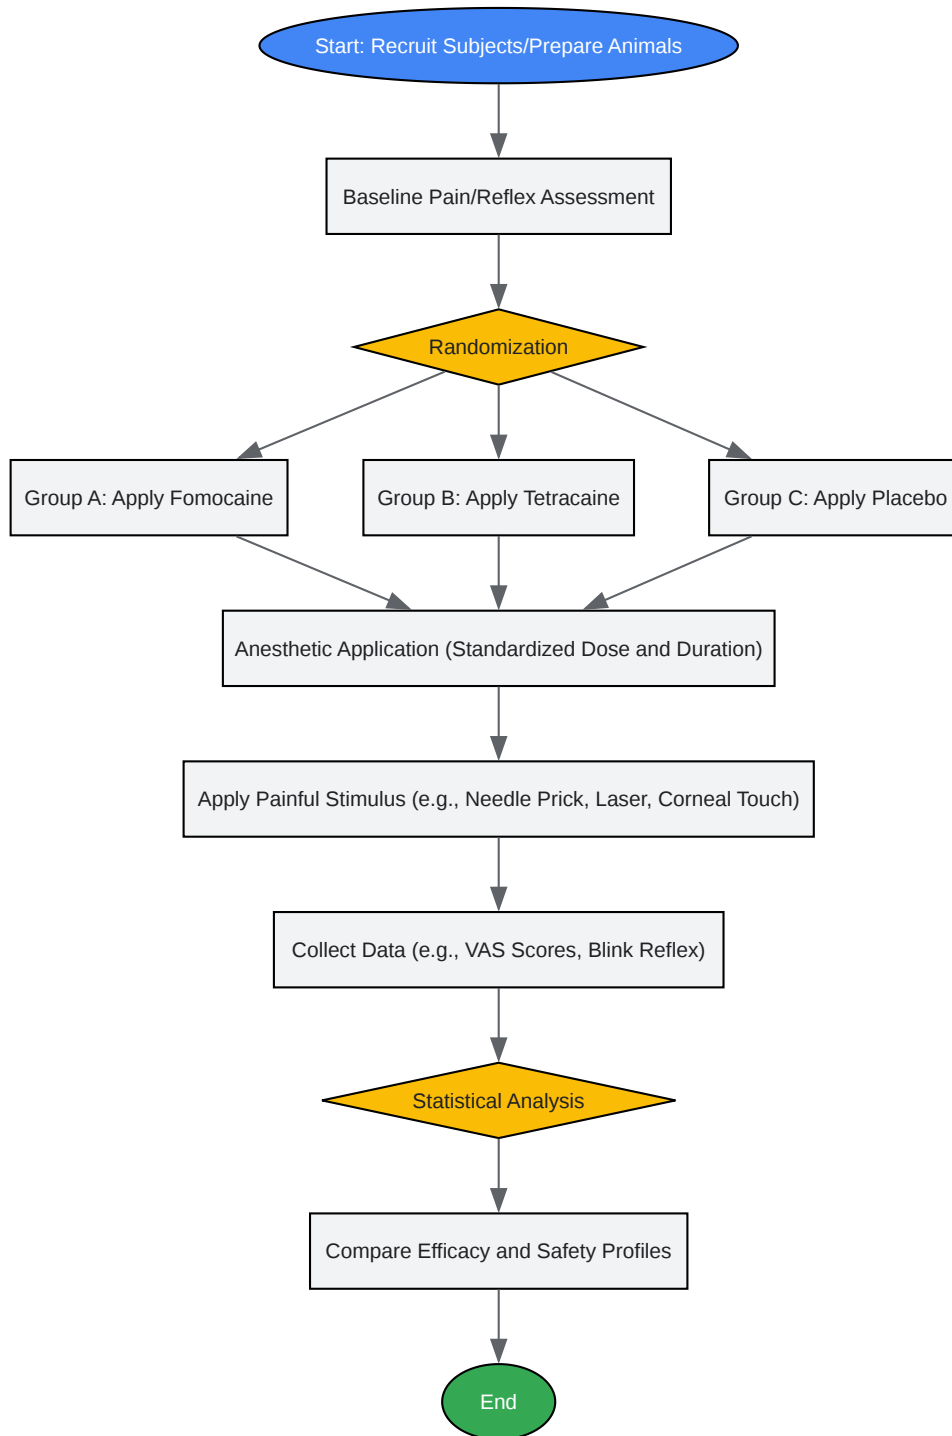 Start: Recruit Subjects/Prepare Animals
Baseline Pain/Reflex Assessment
Randomization
Group A: Apply Fomocaine
Group B: Apply Tetracaine
Group C: Apply Placebo
Anesthetic Application (Standardized Dose and Duration)
Apply Painful Stimulus (e.g., Needle Prick, Laser, Corneal Touch)
Collect Data (e.g., VAS Scores, Blink Reflex)
Statistical Analysis
Compare Efficacy and Safety Profiles
End